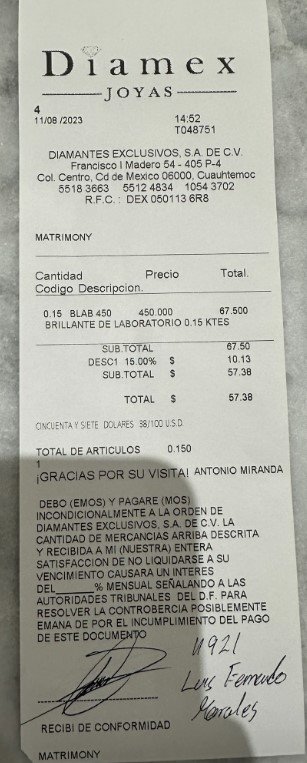 Diamex
JOYAS
4
11/08 /2023 14:52
T048751
DIAMANTES EXCLUSIVOS, S.A. DE C.V.
Francisco I Madero 54 - 405 P-4
Col. Centro, Cd de Mexico 06000, Cuauhtemoc
5518 3663 5512 4834 1054 3702
R.F.C. : DEX 050113 6R8
MATRIMONY
Cantidad Precio Total.
Codigo Descripcion.
0.15 BLAB 450 450.000 67.500
BRILLANTE DE LABORATORIO 0.15 KTES
SUB.TOTAL 67.50
DESC1 15.00% $ 10.13
SUB.TOTAL $ 57.38
TOTAL $ 57.38
CINCUENTA Y SIETE DOLARES 38/100 U.S.D.
TOTAL DE ARTICULOS 0.150
1
¡GRACIAS POR SU VISITA! ANTONIO MIRANDA
DEBO (EMOS) Y PAGARE (MOS)
INCONDICIONALMENTE A LA ORDEN DE
DIAMANTES EXCLUSIVOS, S.A. DE C.V. LA
CANTIDAD DE MERCANCIAS ARRIBA DESCRITA
Y RECIBIDA A MI (NUESTRA) ENTERA
SATISFACCION DE NO LIQUIDARSE A SU
VENCIMIENTO CAUSARA UN INTERES
DEL______% MENSUAL SEÑALANDO A LAS
AUTORIDADES TRIBUNALES DEL D.F. PARA
RESOLVER LA CONTROBERCIA POSIBLEMENTE
EMANA DE POR EL INCUMPLIMIENTO DEL PAGO
DE ESTE DOCUMENTO
11921
Luis Fernando
Morales
RECIBI DE CONFORMIDAD
MATRIMONY